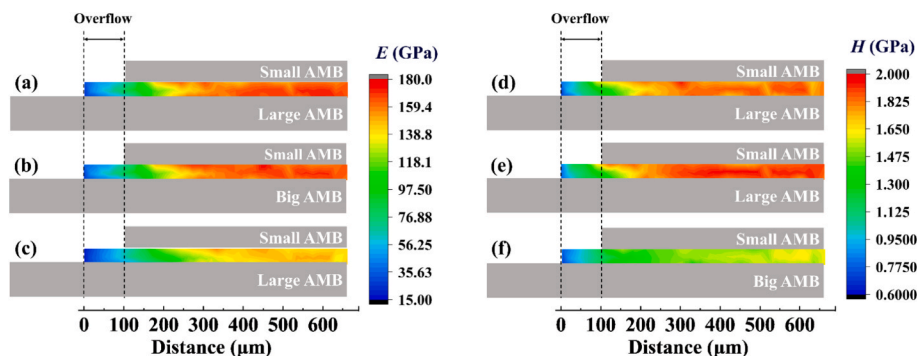 Overflow
E (GPa)
(a)
Small AMB
Large AMB
180.0
159.4
138.8
118.1
97.50
76.88
56.25
35.63
15.00
(b)
Small AMB
Big AMB
(c)
Small AMB
Large AMB
0 100 200 300 400 500 600
Distance (μm)
Overflow
H (GPa)
(d)
Small AMB
Large AMB
2.000
1.825
1.650
1.475
1.300
1.125
0.9500
0.7750
0.6000
(e)
Small AMB
Large AMB
(f)
Small AMB
Big AMB
0 100 200 300 400 500 600
Distance (μm)